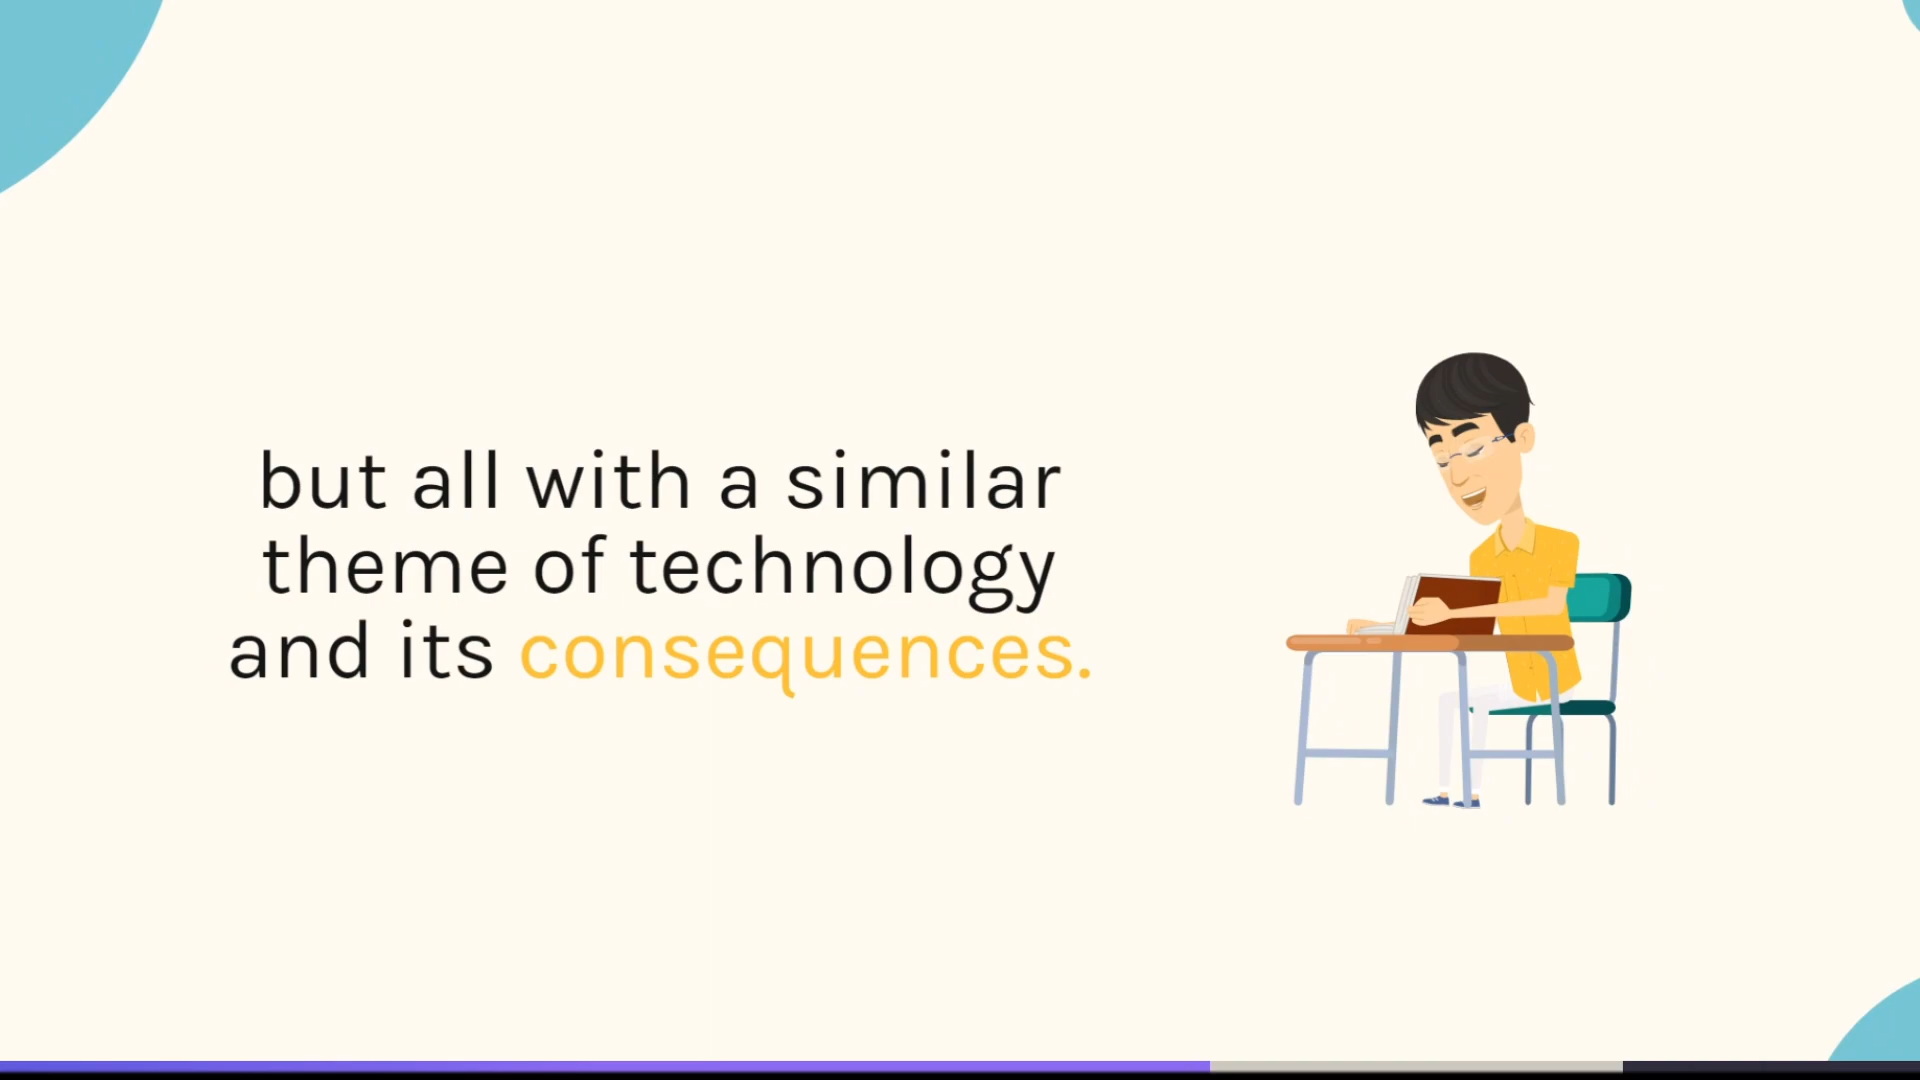 but all with a similar
theme of technology
and its consequences.